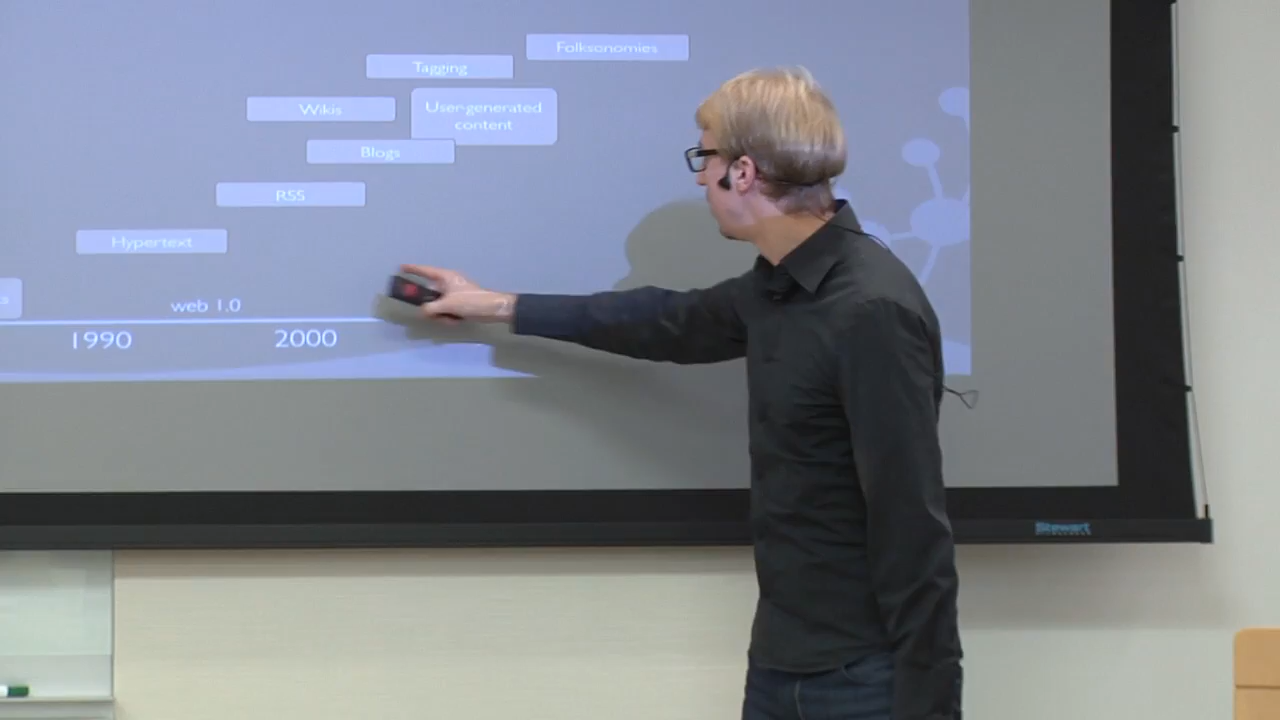 Folksonomies
Tagging
Wikis
User-generated
content
Blogs
RSS
Hypertext
web 1.0
1990
2000
Stewart